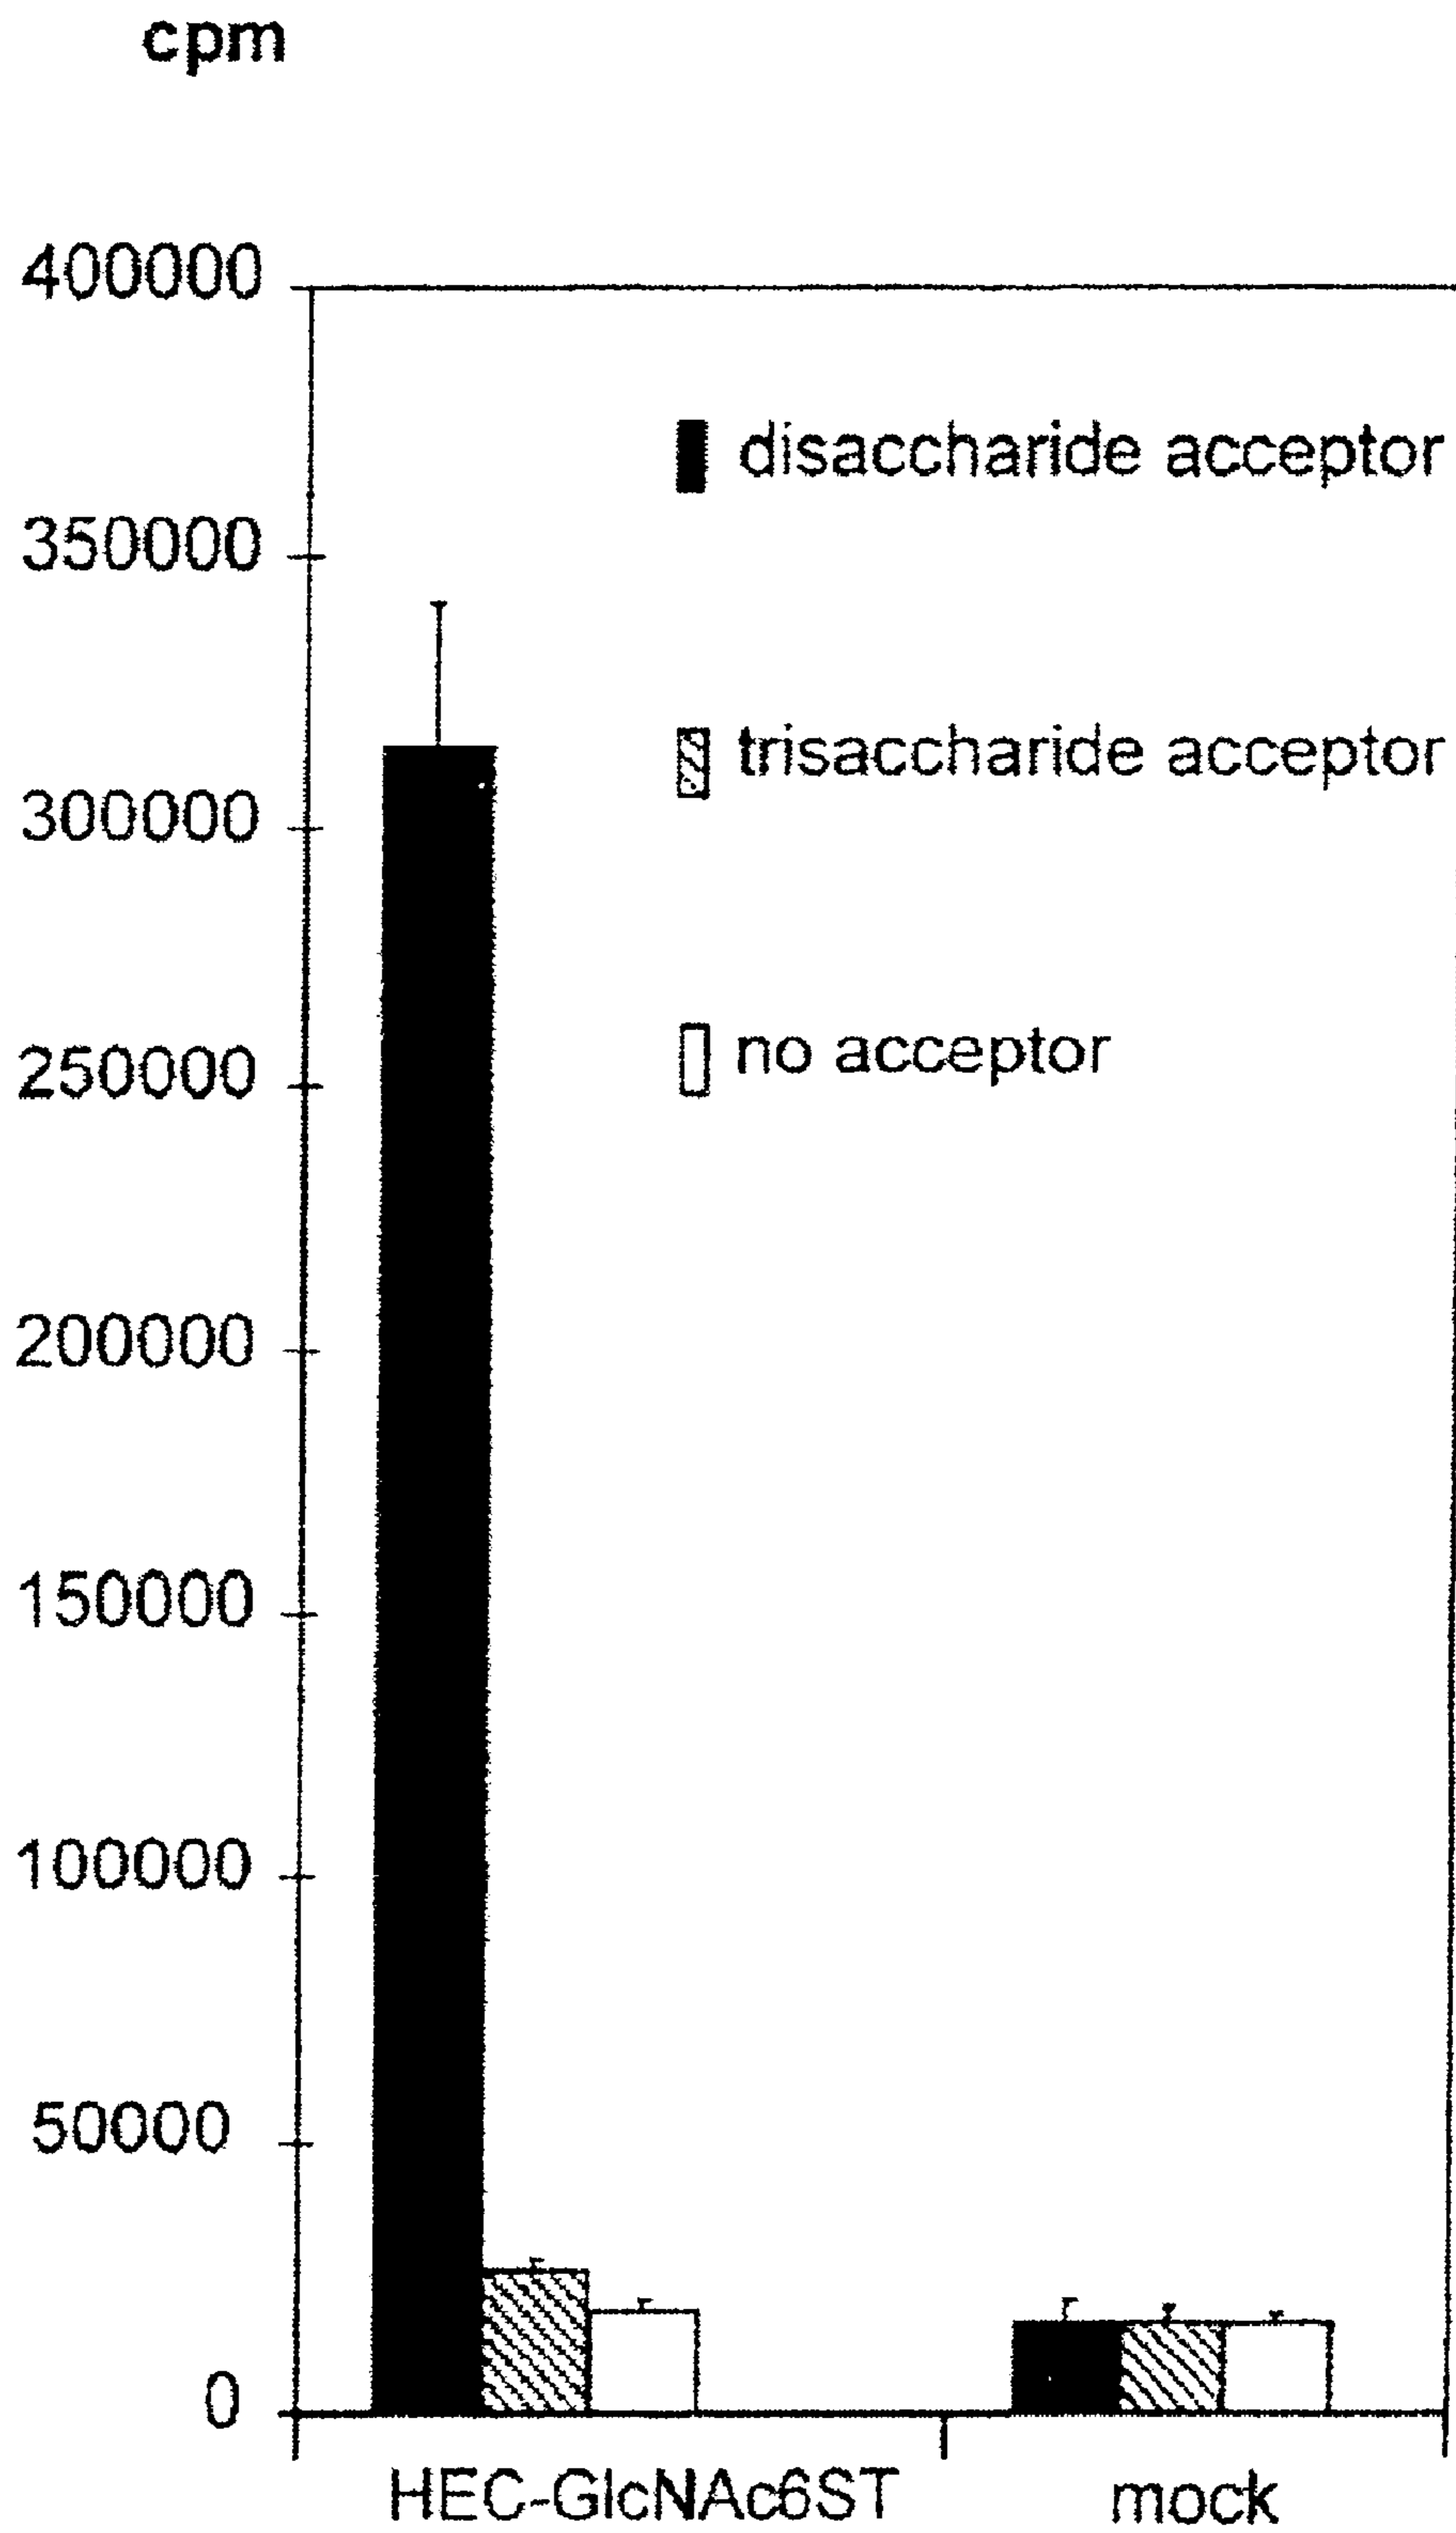 cpm
400000
disaccharide acceptor
350000
trisaccharide acceptor
300000
no acceptor
250000
200000
150000
100000
50000
0
HEC-GlcNAc6ST
mock